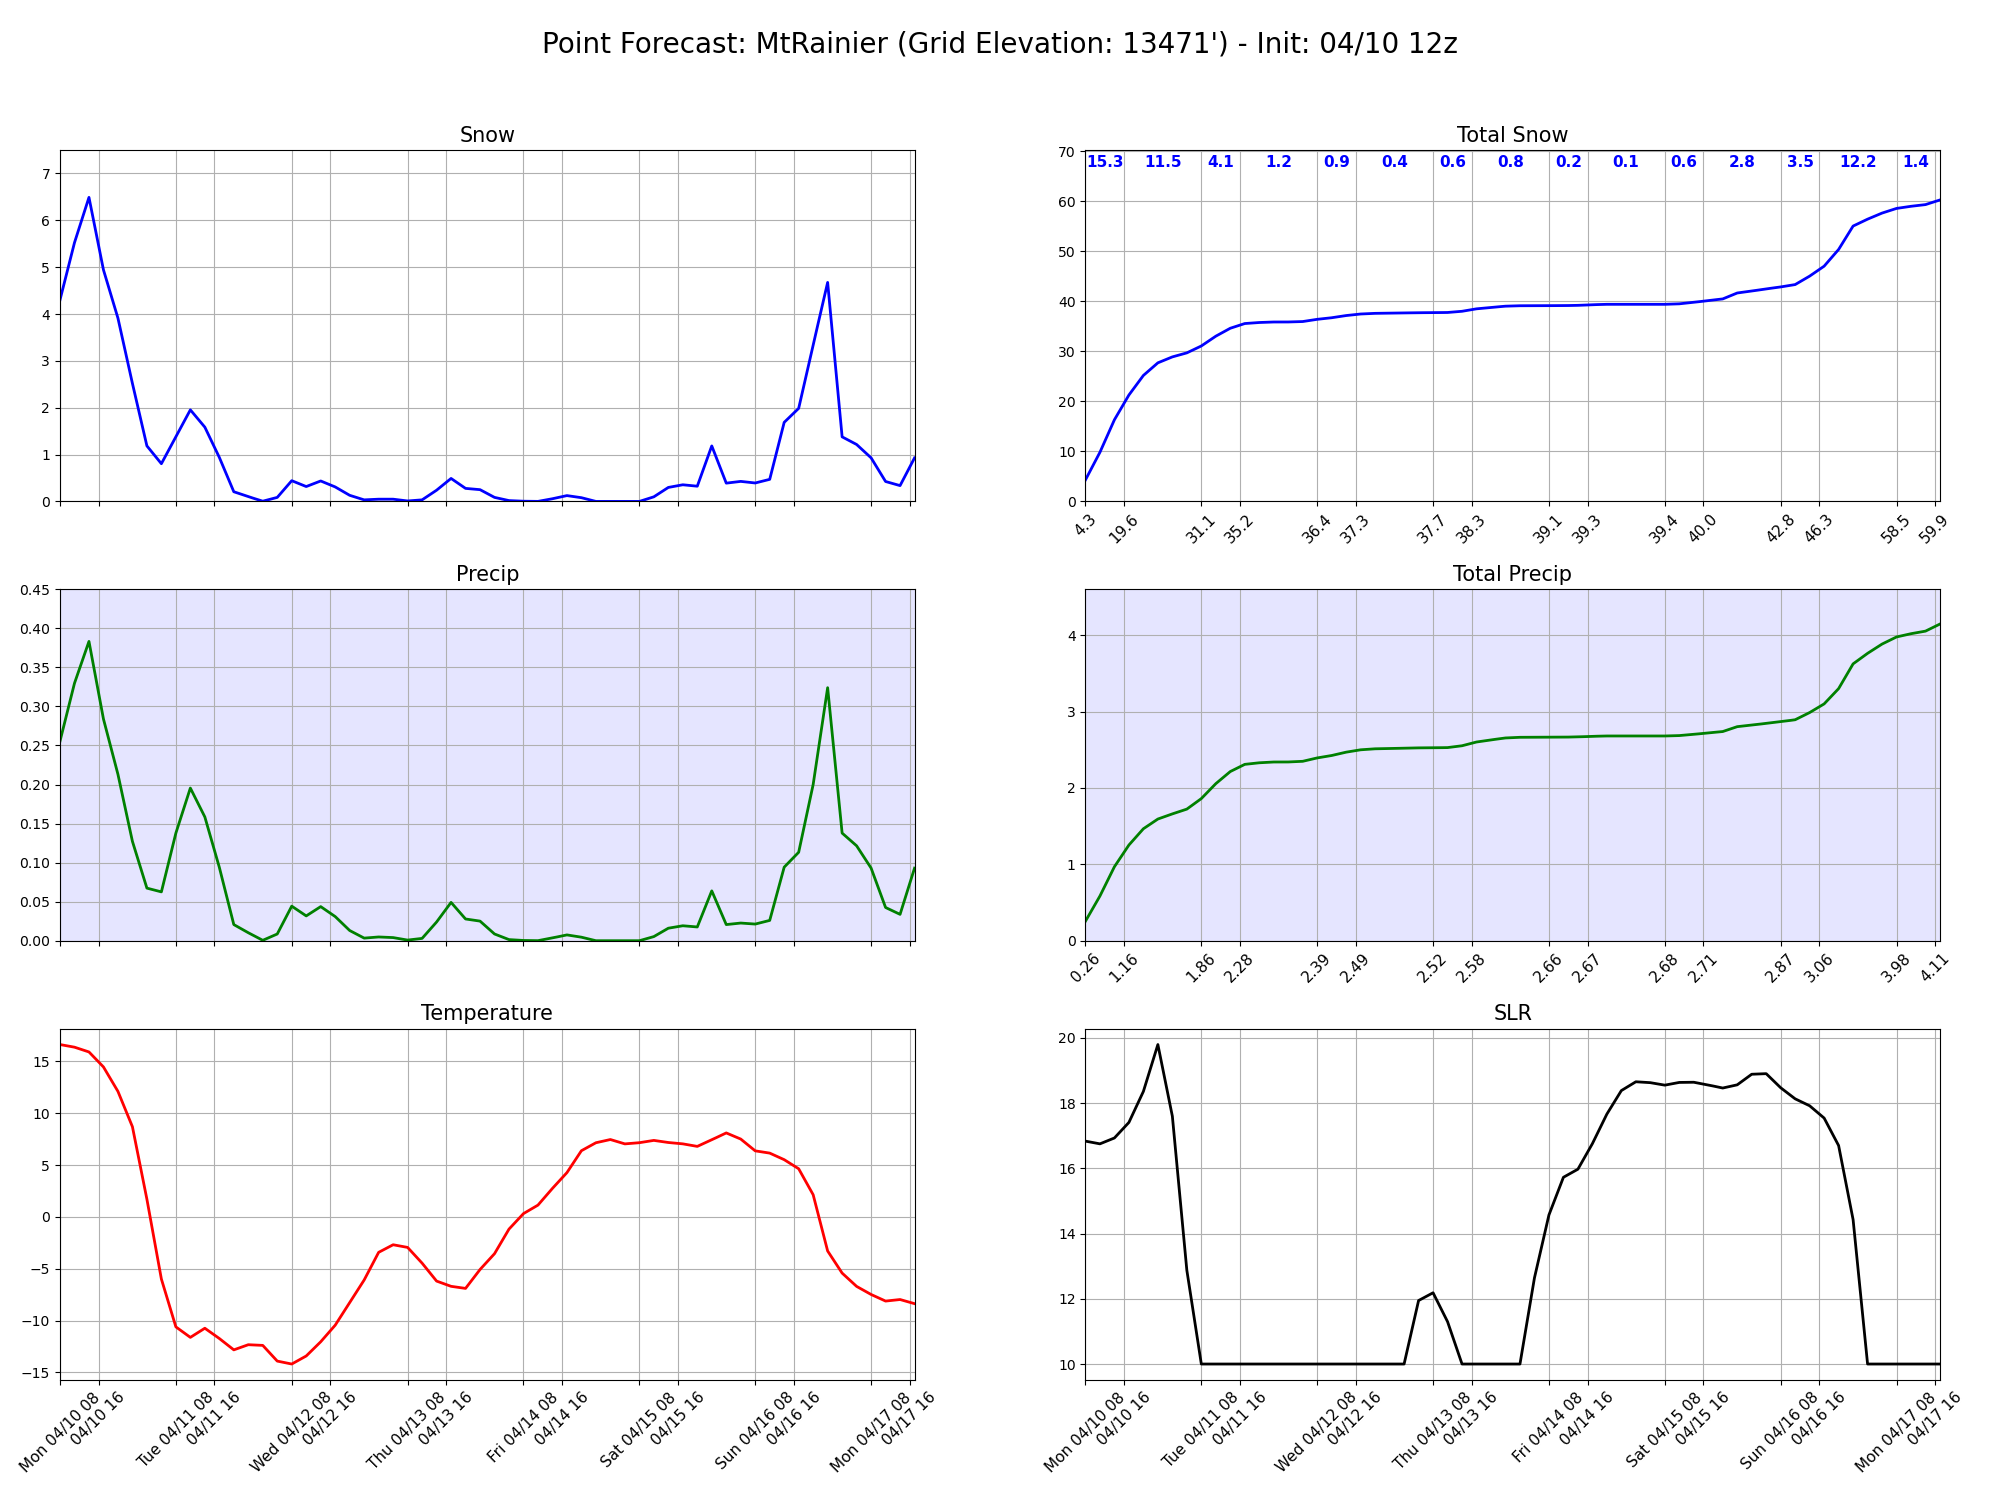 Point Forecast: MtRainier (Grid Elevation: 13471') - Init: 04/10 12z
Snow
7
6
5
4
3
2
1
0
Total Snow
70
60
50
40
30
20
10
0
15.3 11.5 4.1 1.2 0.9 0.4 0.6 0.8 0.2 0.1 0.6 2.8 3.5 12.2 1.4
4.3 19.6 31.1 35.2 36.4 37.3 37.7 38.3 39.1 39.3 39.4 40.0 42.8 46.3 58.5 59.9
Precip
0.45
0.40
0.35
0.30
0.25
0.20
0.15
0.10
0.05
0.00
Total Precip
4
3
2
1
0
0.26 1.16 1.86 2.28 2.39 2.49 2.52 2.58 2.66 2.67 2.68 2.71 2.87 3.06 3.98 4.11
Temperature
15
10
5
0
−5
−10
−15
Mon 04/10 08
04/10 16
Tue 04/11 08
04/11 16
Wed 04/12 08
04/12 16
Thu 04/13 08
04/13 16
Fri 04/14 08
04/14 16
Sat 04/15 08
04/15 16
Sun 04/16 08
04/16 16
Mon 04/17 08
04/17 16
SLR
20
18
16
14
12
10
Mon 04/10 08
04/10 16
Tue 04/11 08
04/11 16
Wed 04/12 08
04/12 16
Thu 04/13 08
04/13 16
Fri 04/14 08
04/14 16
Sat 04/15 08
04/15 16
Sun 04/16 08
04/16 16
Mon 04/17 08
04/17 16